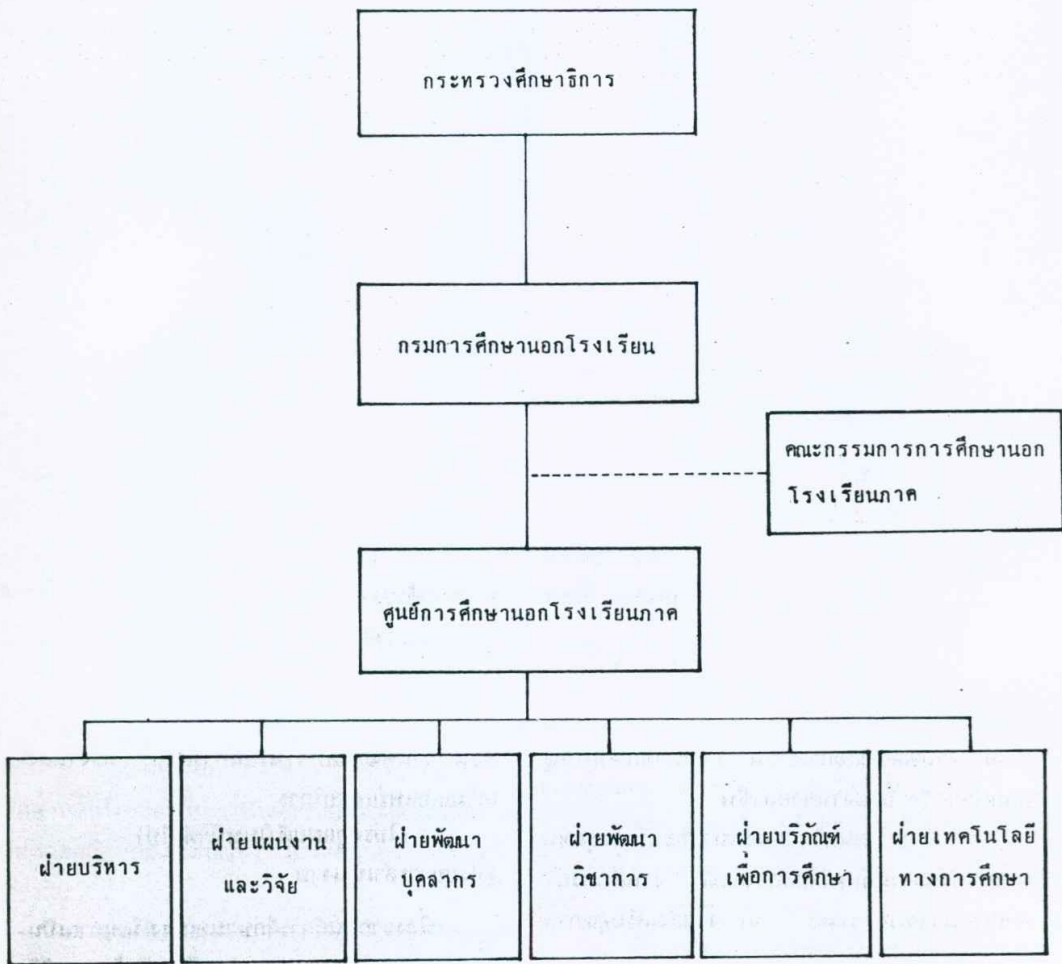 กระทรวงศึกษาธิการ
กรมการศึกษานอกโรงเรียน
คณะกรรมการการศึกษานอก
โรงเรียนภาค
ศูนย์การศึกษานอกโรงเรียนภาค
ฝ่ายบริหาร
ฝ่ายแผนงาน
และวิจัย
ฝ่ายพัฒนา
บุคลากร
ฝ่ายพัฒนา
วิชาการ
ฝ่ายบริภัณฑ์
เพื่อการศึกษา
ฝ่ายเทคโนโลยี
ทางการศึกษา